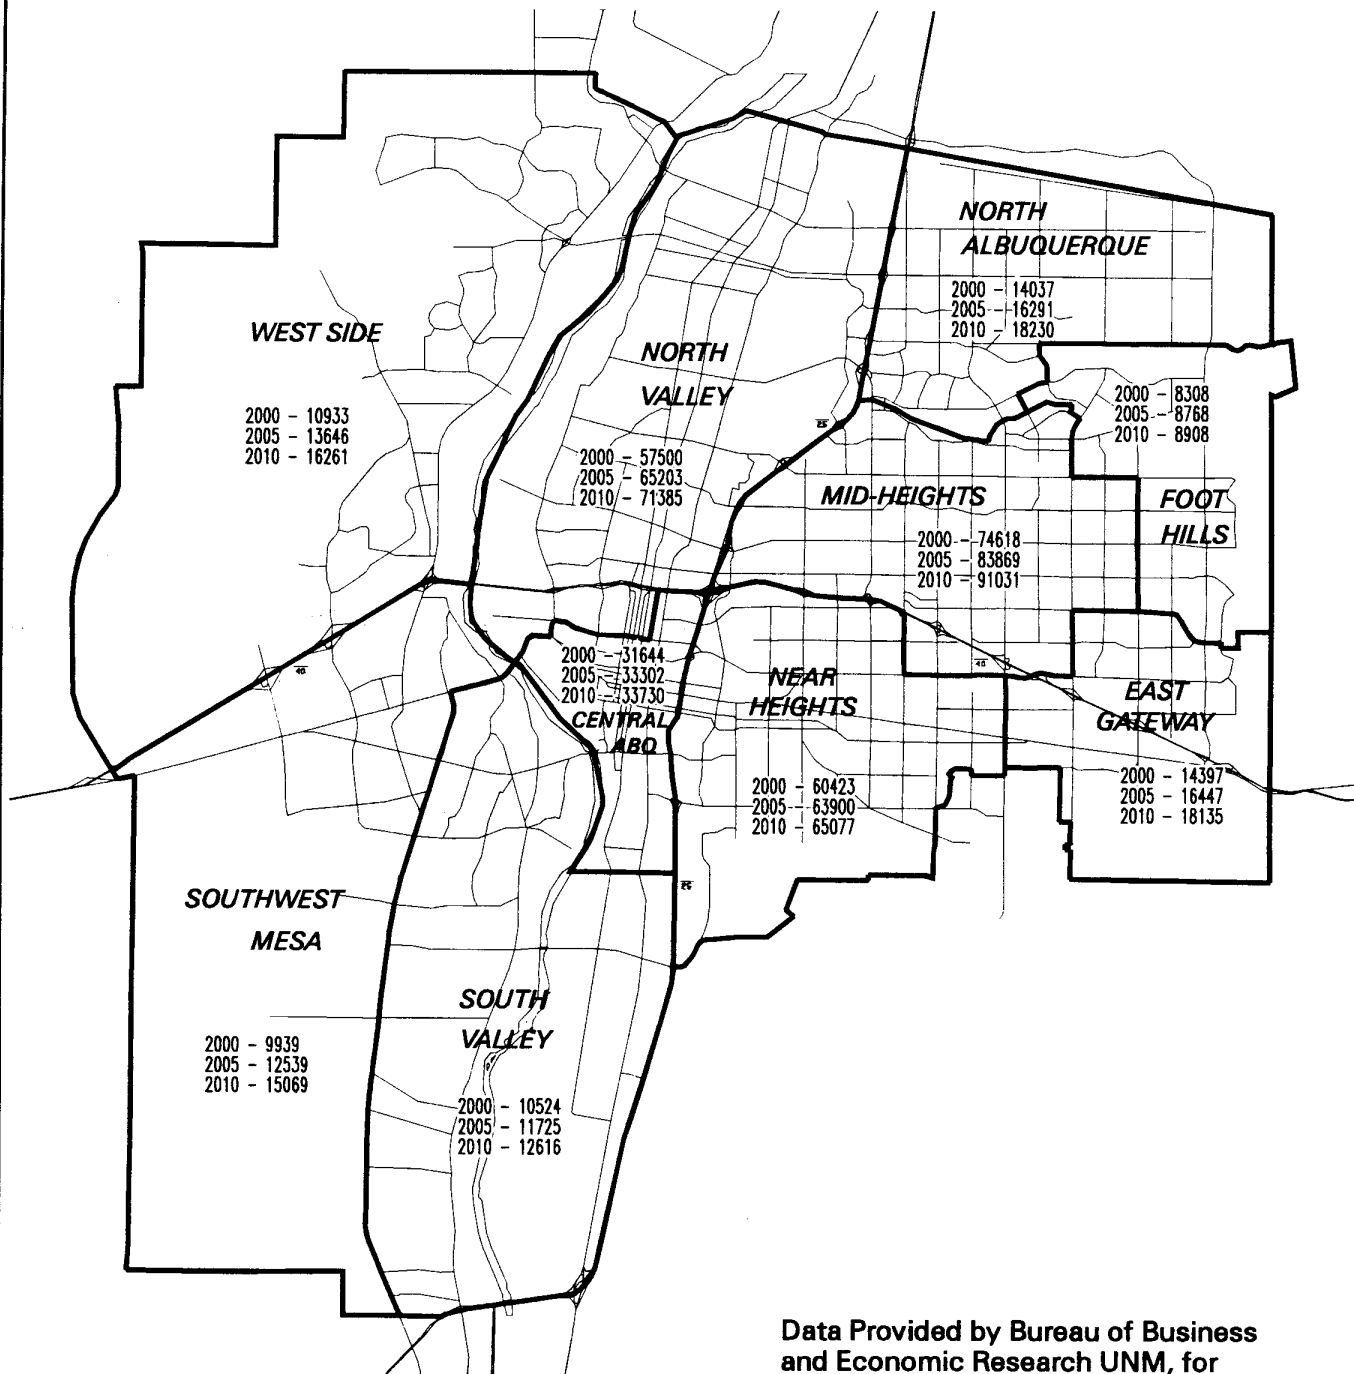 NORTH
ALBUQUERQUE
2000 - 14037
2005 - 16291
2010 - 18230
WEST SIDE
2000 - 10933
2005 - 13646
2010 - 16261
NORTH
VALLEY
2000 - 57500
2005 - 65203
2010 - 71385
2000 - 8308
2005 - 8768
2010 - 8908
FOOT
HILLS
25
MID-HEIGHTS
2000 - 74618
2005 - 83869
2010 - 91031
40
2000 - 31644
2005 - 33302
2010 - 33730
CENTRAL
ABQ
NEAR
HEIGHTS
2000 - 60423
2005 - 63900
2010 - 65077
40
EAST
GATEWAY
2000 - 14397
2005 - 16447
2010 - 18135
25
SOUTHWEST
MESA
2000 - 9939
2005 - 12539
2010 - 15069
SOUTH
VALLEY
2000 - 10524
2005 - 11725
2010 - 12616
Data Provided by Bureau of Business
and Economic Research UNM, for